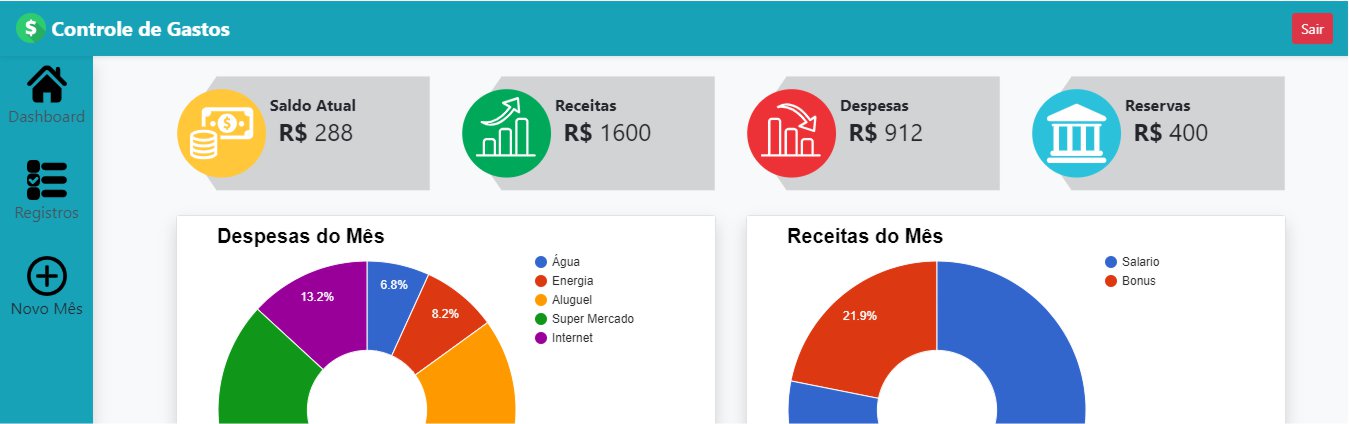 Controle de Gastos
Sair
Dashboard
Registros
Novo Mês
Saldo Atual
R$ 288
Receitas
R$ 1600
Despesas
R$ 912
Reservas
R$ 400
Despesas do Mês
6.8%
8.2%
13.2%
Água
Energia
Aluguel
Super Mercado
Internet
Receitas do Mês
21.9%
Salario
Bonus